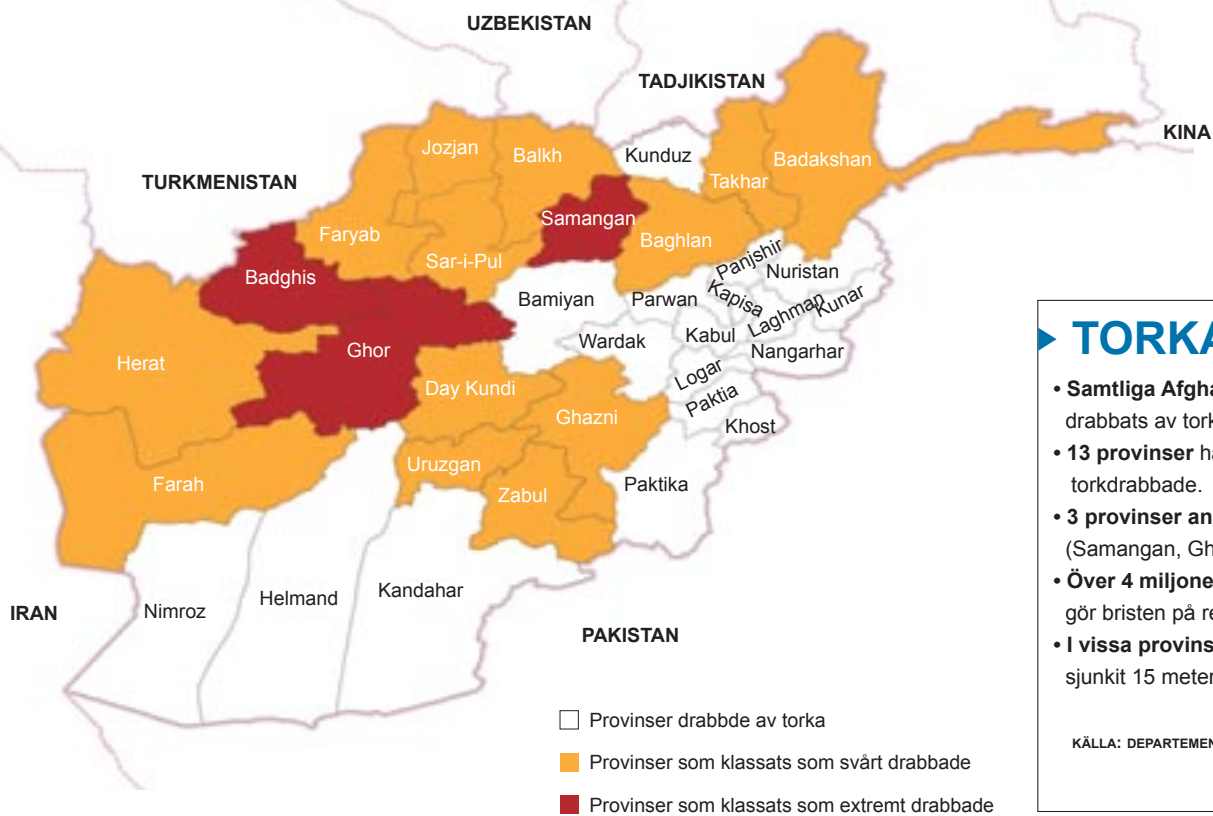 UZBEKISTAN
TADJIKISTAN
KINA
TURKMENISTAN
Jozjan
Balkh
Kunduz
Takhar
Badakshan
Faryab
Samangan
Baghlan
Sar-i-Pul
Badghis
Panjshir
Nuristan
Bamiyan
Parwan
Kapisa
Laghman
Kunar
Herat
Ghor
Wardak
Kabul
Nangarhar
Logar
Day Kundi
Paktia
Ghazni
Khost
Farah
Uruzgan
Zabul
Paktika
IRAN
Nimroz
Helmand
Kandahar
PAKISTAN
Provinser drabbde av torka
Provinser som klassats som svårt drabbade
Provinser som klassats som extremt drabbade
TORKA
• Samtliga Afgha
drabbats av tork
• 13 provinser ha
torkdrabbade.
• 3 provinser an
(Samangan, Gh
• Över 4 miljone
gör bristen på re
• I vissa provins
sjunkit 15 meter
KÄLLA: DEPARTEMEN